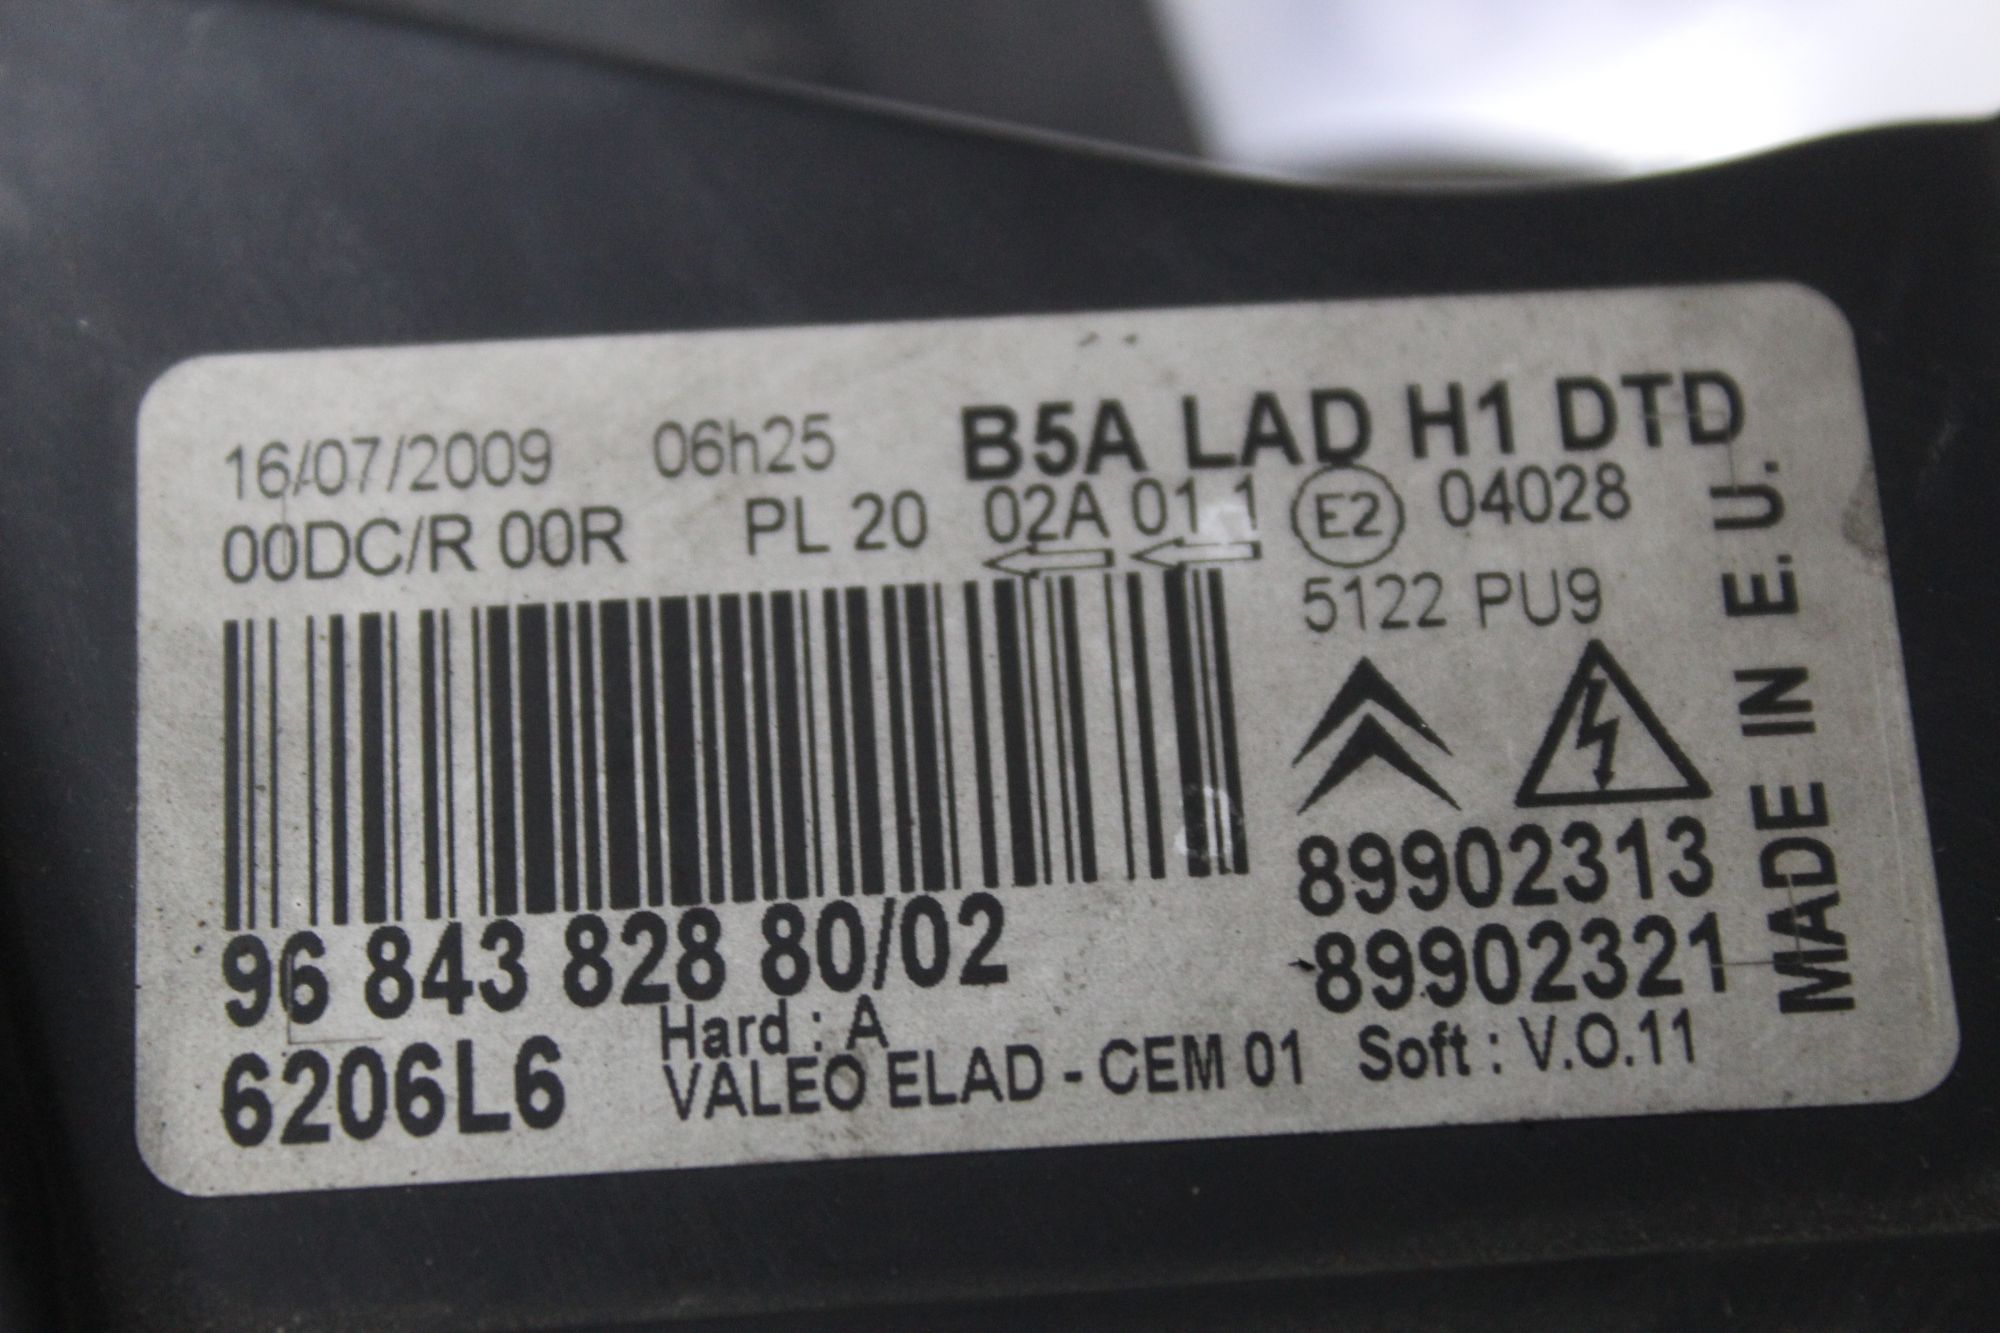 16/07/2009 06h25 B5A LAD H1 DTD
00DC/R 00R PL 20 02A 01 1 E2 04028
5122 PU9
89902313
96 843 828 80/02 89902321
6206L6 Hard : A
VALEO ELAD - CEM 01 Soft : V.O.11
MADE IN E.U.